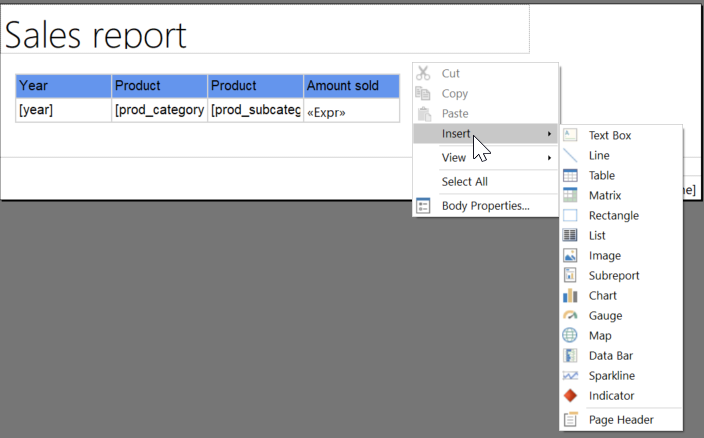 Sales report
Year Product Product Amount sold
[year] [prod_category [prod_subcateg «Expr»
ne]
Cut
Copy
Paste
Insert
View
Select All
Body Properties...
Text Box
Line
Table
Matrix
Rectangle
List
Image
Subreport
Chart
Gauge
Map
Data Bar
Sparkline
Indicator
Page Header